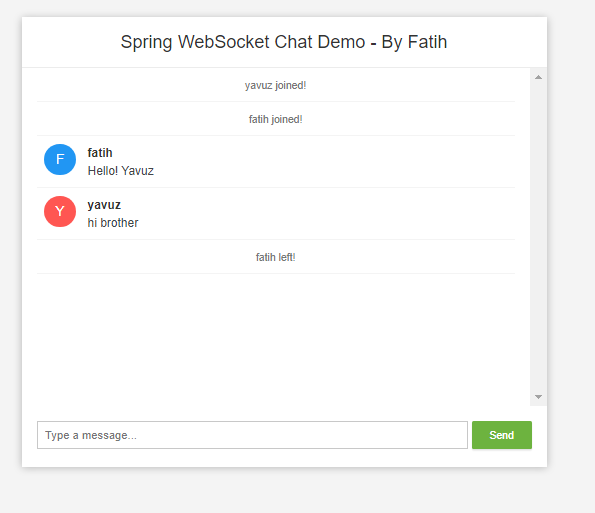 Spring WebSocket Chat Demo - By Fatih
yavuz joined!
fatih joined!
F
fatih
Hello! Yavuz
Y
yavuz
hi brother
fatih left!
Type a message...
Send